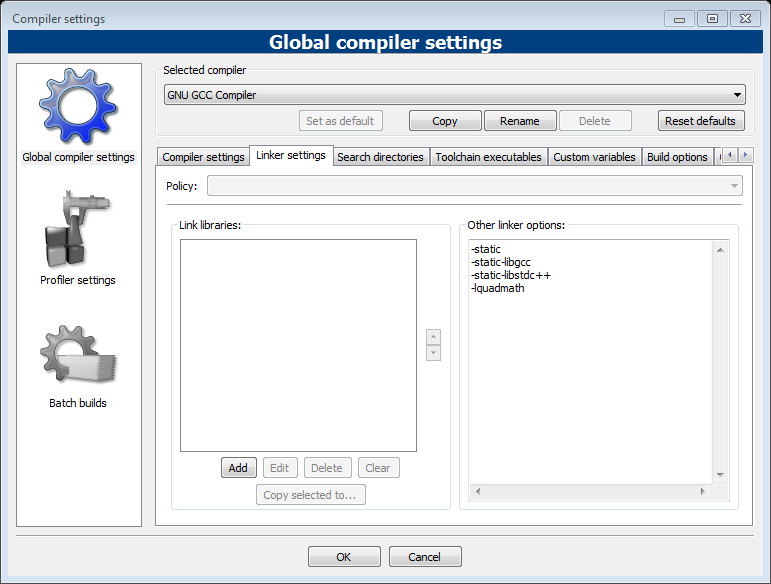 Compiler settings
Global compiler settings
Global compiler settings
Profiler settings
Batch builds
Selected compiler
GNU GCC Compiler
Set as default Copy Rename Delete Reset defaults
Compiler settings Linker settings Search directories Toolchain executables Custom variables Build options
Policy:
Link libraries:
Add Edit Delete Clear
Copy selected to...
Other linker options:
-static
-static-libgcc
-static-libstdc++
-lquadmath
OK Cancel